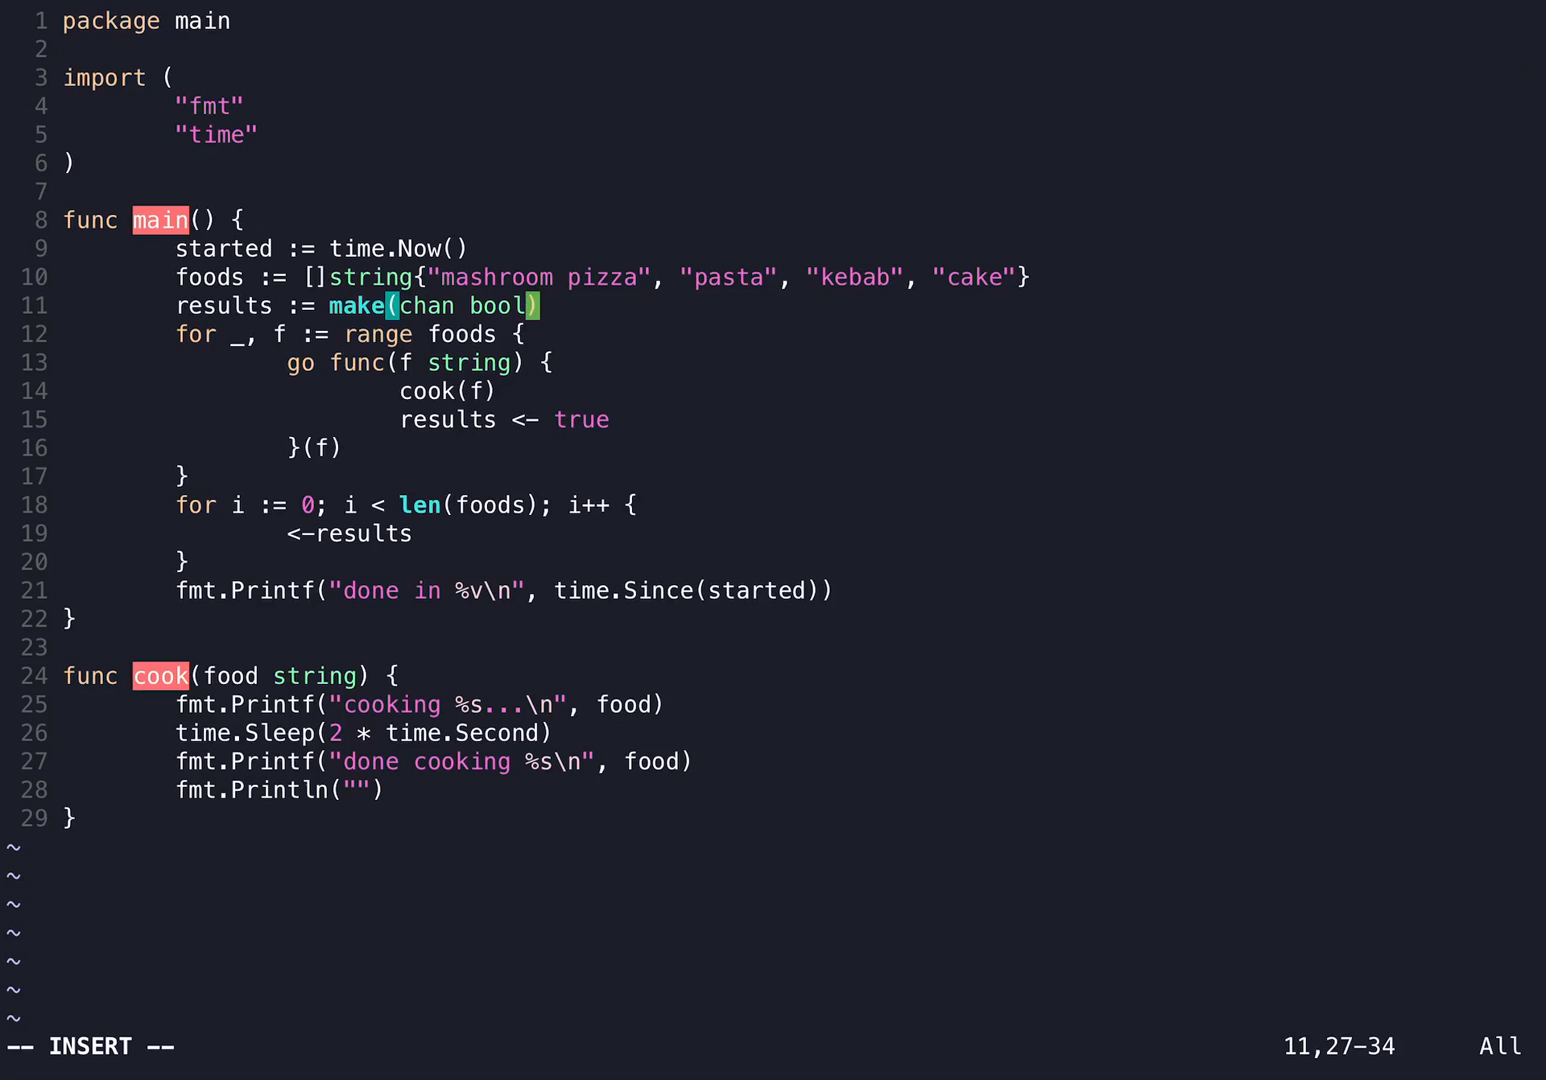 1 package main
2
3 import (
4         "fmt"
5         "time"
6 )
7
8 func main() {
9         started := time.Now()
10         foods := []string{"mashroom pizza", "pasta", "kebab", "cake"}
11         results := make(chan bool)
12         for _, f := range foods {
13                 go func(f string) {
14                         cook(f)
15                         results <- true
16                 }(f)
17         }
18         for i := 0; i < len(foods); i++ {
19                 <-results
20         }
21         fmt.Printf("done in %v\n", time.Since(started))
22 }
23
24 func cook(food string) {
25         fmt.Printf("cooking %s...\n", food)
26         time.Sleep(2 * time.Second)
27         fmt.Printf("done cooking %s\n", food)
28         fmt.Println("")
29 }
~
~
~
~
~
~
~
-- INSERT -- 11,27-34 All